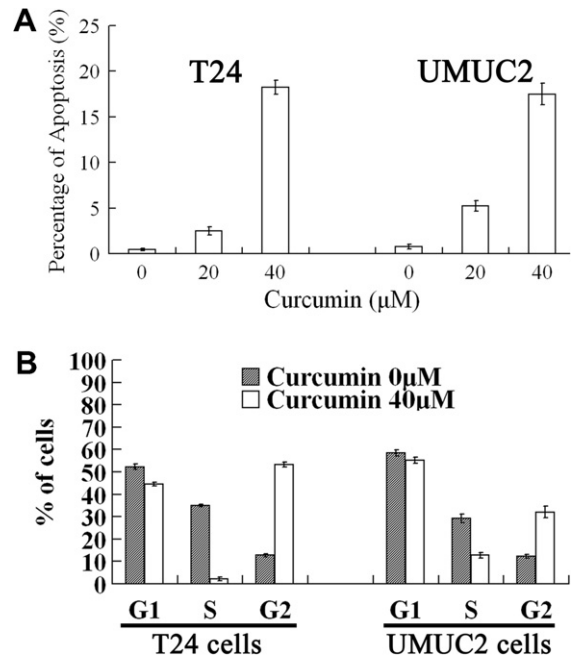 A
Percentage of Apoptosis (%)
25
20
15
10
5
0
T24
UMUC2
0 20 40 0 20 40
Curcumin (μM)
B
% of cells
100
90
80
70
60
50
40
30
20
10
0
Curcumin 0μM
Curcumin 40μM
G1 S G2 G1 S G2
T24 cells UMUC2 cells